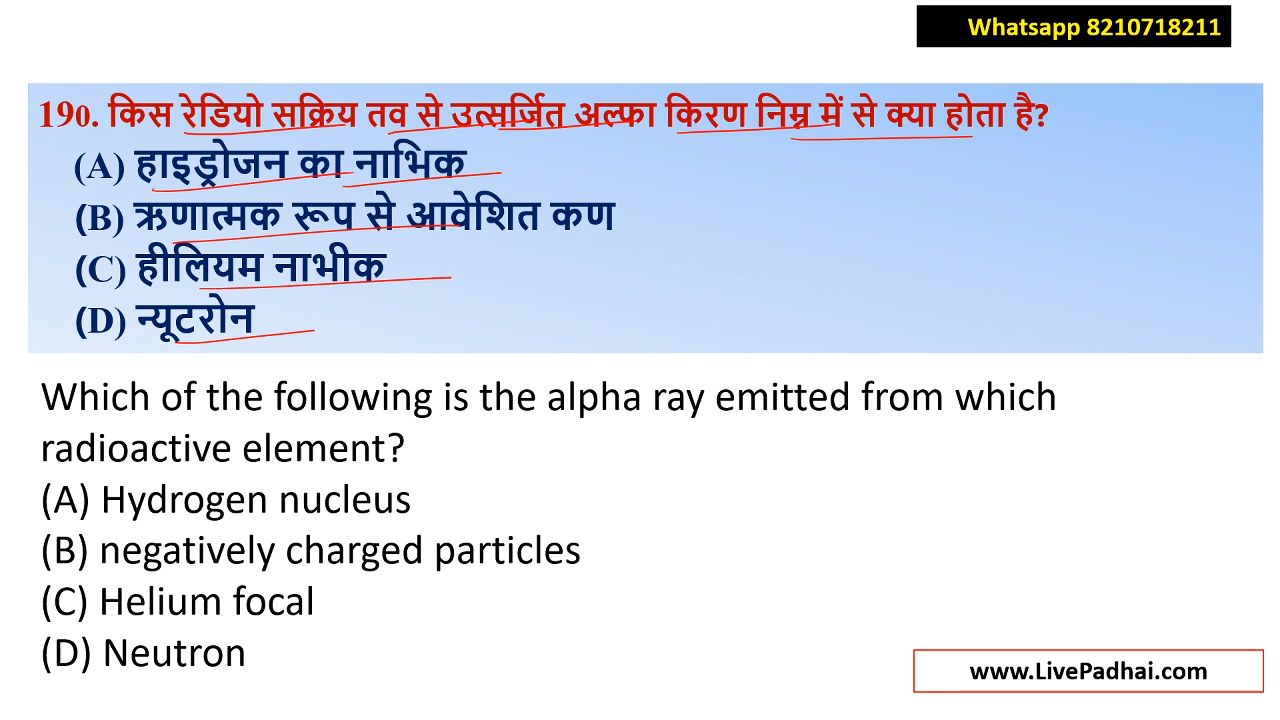 Whatsapp 8210718211
190. किस रेडियो सक्रिय तव से उत्सर्जित अल्फा किरण निम्न में से क्या होता है?
(A) हाइड्रोजन का नाभिक
(B) ऋणात्मक रूप से आवेशित कण
(C) हीलियम नाभीक
(D) न्यूटरोन
Which of the following is the alpha ray emitted from which
radioactive element?
(A) Hydrogen nucleus
(B) negatively charged particles
(C) Helium focal
(D) Neutron
www.LivePadhai.com